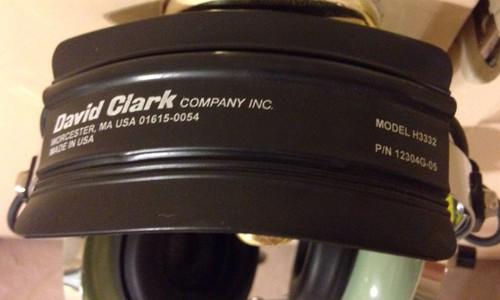 David Clark COMPANY INC.
WORCESTER, MA USA 01615-0054
MADE IN USA
MODEL H3332
P/N 12304G-05